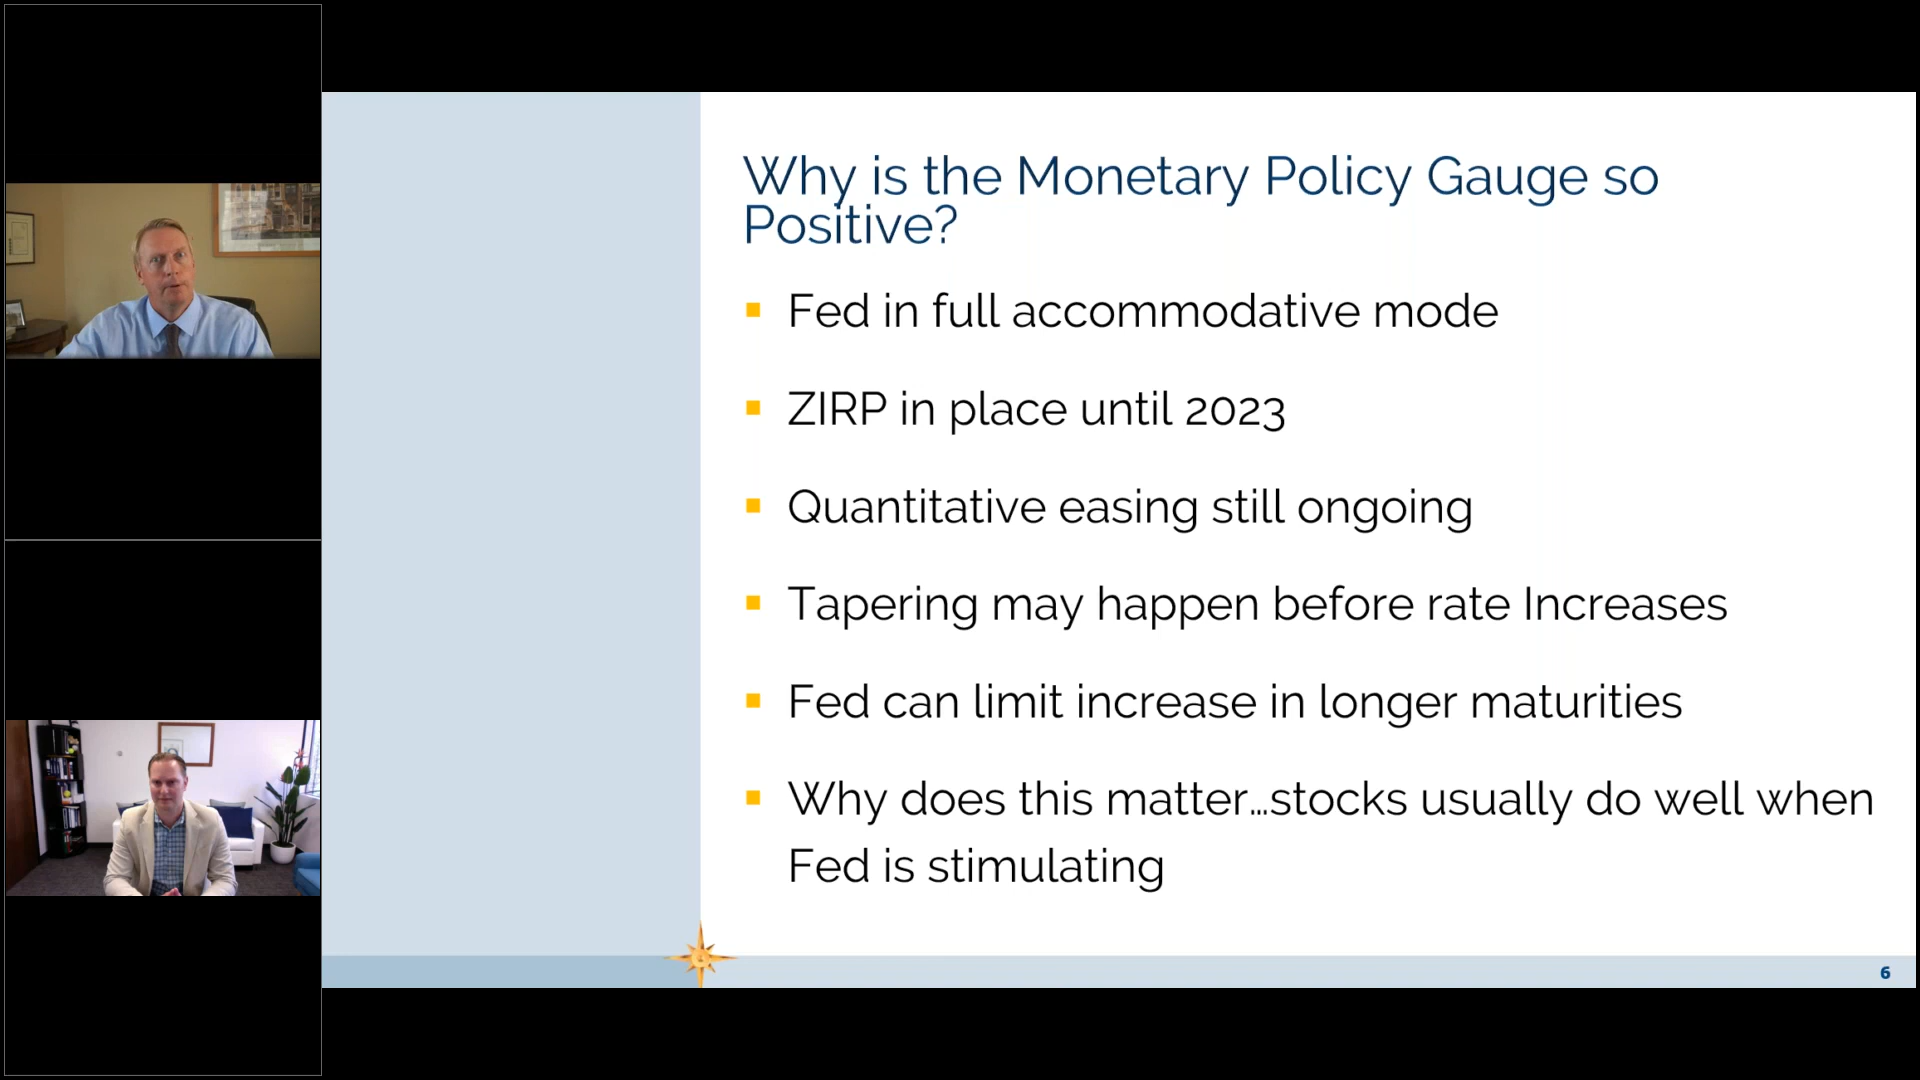 Why is the Monetary Policy Gauge so
Positive?
Fed in full accommodative mode
ZIRP in place until 2023
Quantitative easing still ongoing
Tapering may happen before rate Increases
Fed can limit increase in longer maturities
Why does this matter...stocks usually do well when
Fed is stimulating
6